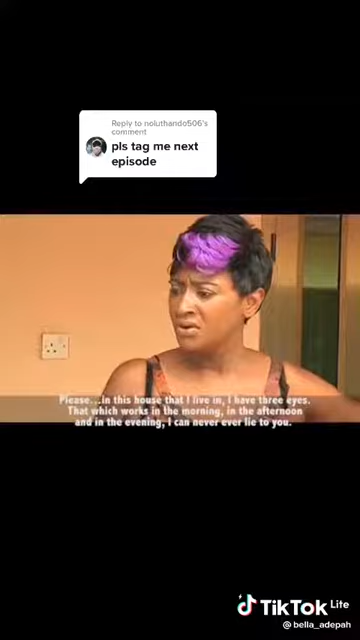 Reply to noluthando506's
comment
pls tag me next
episode
Please...in this house that I live in, I have three eyes.
That which works in the morning, in the afternoon
and in the evening, I can never ever lie to you.
TikTok Lite
@bella_adepah